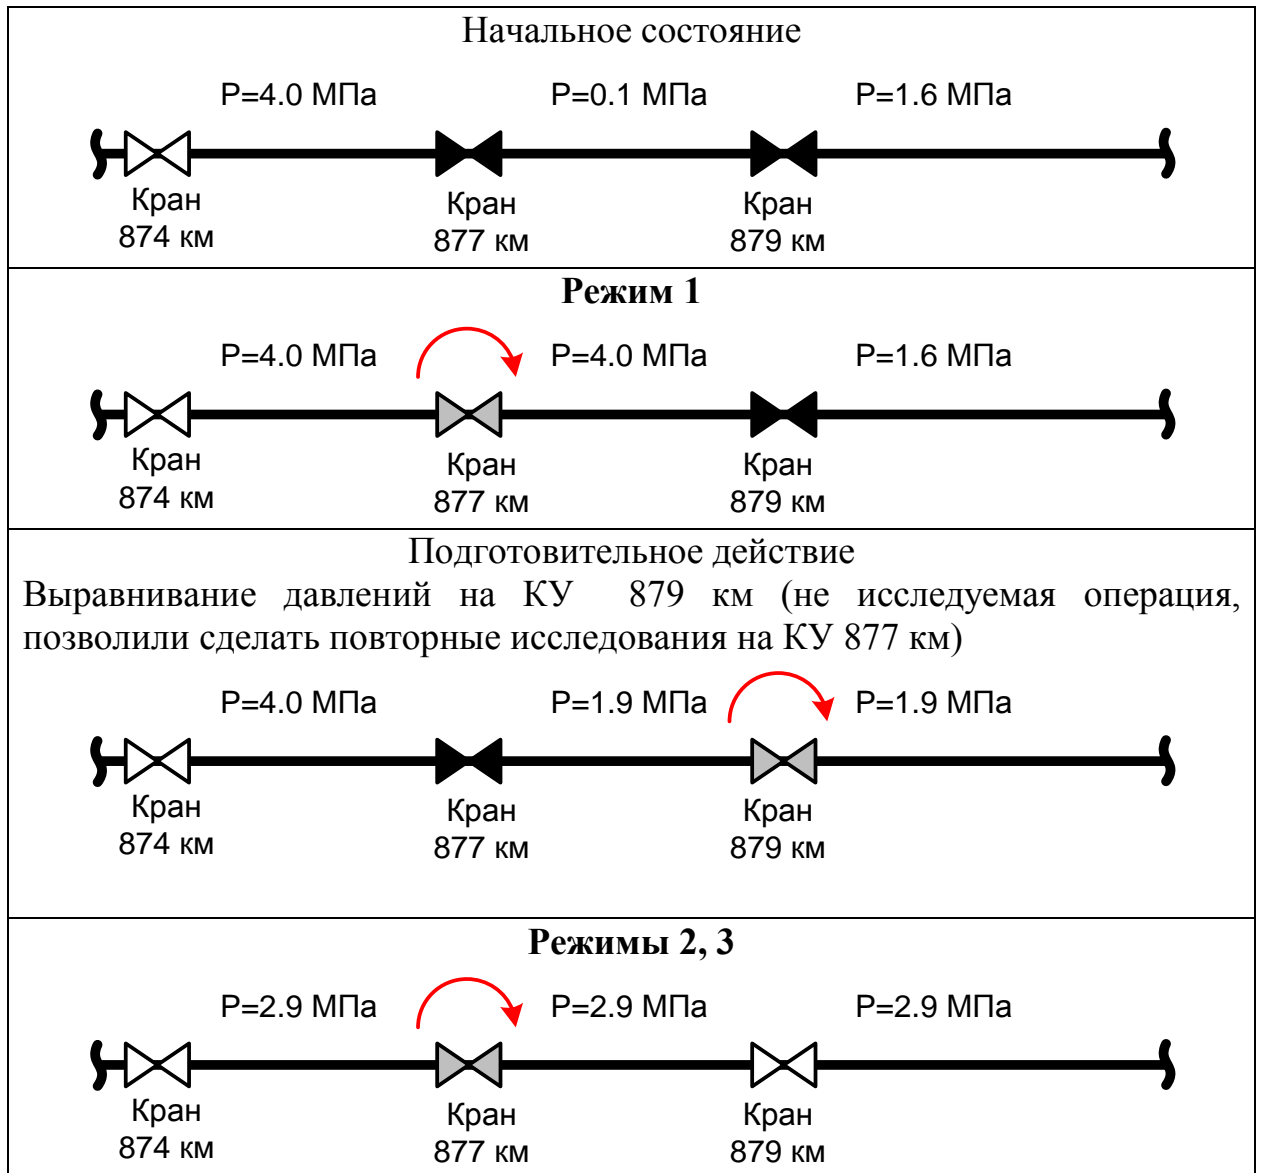 Начальное состояние
P=4.0 МПа P=0.1 МПа P=1.6 МПа
Кран Кран Кран
874 км 877 км 879 км
Режим 1
P=4.0 МПа P=4.0 МПа P=1.6 МПа
Кран Кран Кран
874 км 877 км 879 км
Подготовительное действие
Выравнивание давлений на КУ 879 км (не исследуемая операция,
позволили сделать повторные исследования на КУ 877 км)
P=4.0 МПа P=1.9 МПа P=1.9 МПа
Кран Кран Кран
874 км 877 км 879 км
Режимы 2, 3
P=2.9 МПа P=2.9 МПа P=2.9 МПа
Кран Кран Кран
874 км 877 км 879 км